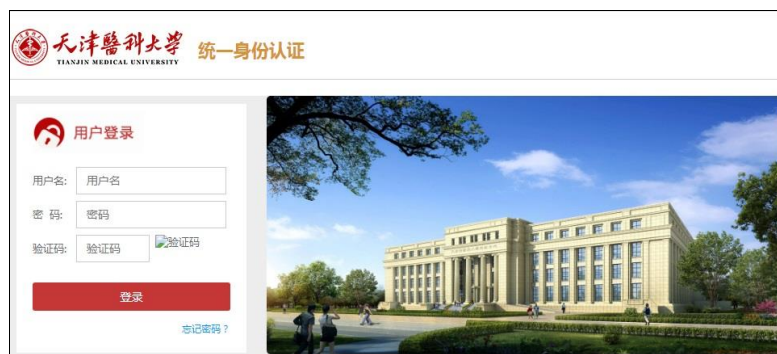 天津醫科大学 统一身份认证
TIANJIN MEDICAL UNIVERSITY
用户登录
用户名: 用户名
密 码: 密码
验证码: 验证码 验证码
登录
忘记密码？